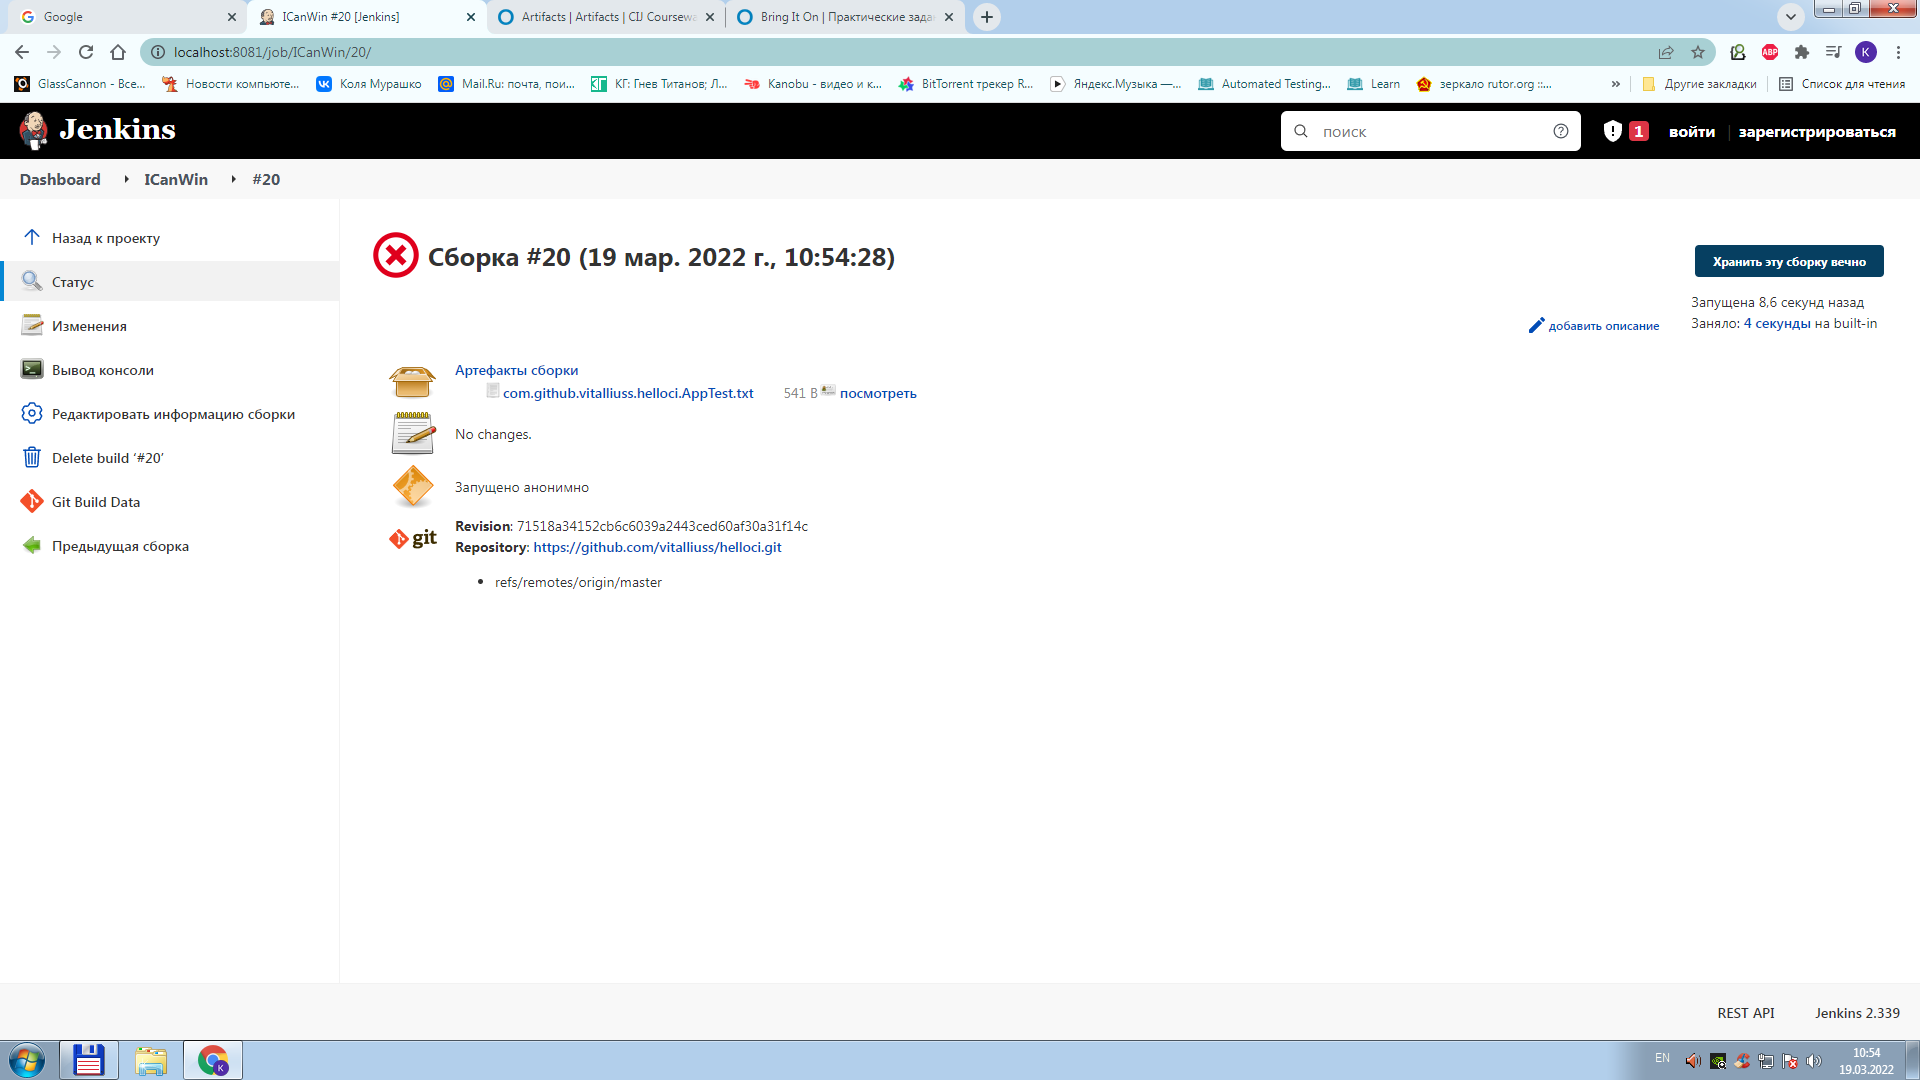 Google
ICanWin #20 [Jenkins]
Artifacts | Artifacts | CIJ Coursewa
Bring It On | Практические зада
localhost:8081/job/ICanWin/20/
ABP
K
GlassCannon - Все...
Новости компьюте...
Коля Мурашко
Mail.Ru: почта, пои...
КГ: Гнев Титанов; Л...
Kanobu - видео и к...
BitTorrent трекер R...
Яндекс.Музыка —...
Automated Testing...
Learn
зеркало rutor.org ::...
»
Другие закладки
Список для чтения
Jenkins
поиск
1
войти
зарегистрироваться
Dashboard
ICanWin
#20
Назад к проекту
Статус
Изменения
Вывод консоли
Редактировать информацию сборки
Delete build ‘#20’
Git Build Data
Предыдущая сборка
Сборка #20 (19 мар. 2022 г., 10:54:28)
Хранить эту сборку вечно
Запущена 8,6 секунд назад
Заняло: 4 секунды на built-in
добавить описание
Артефакты сборки
com.github.vitalliuss.helloci.AppTest.txt 541 B посмотреть
No changes.
Запущено анонимно
git
Revision: 71518a34152cb6c6039a2443ced60af30a31f14c
Repository: https://github.com/vitalliuss/helloci.git
refs/remotes/origin/master
REST API
Jenkins 2.339
K
EN
10:54
19.03.2022